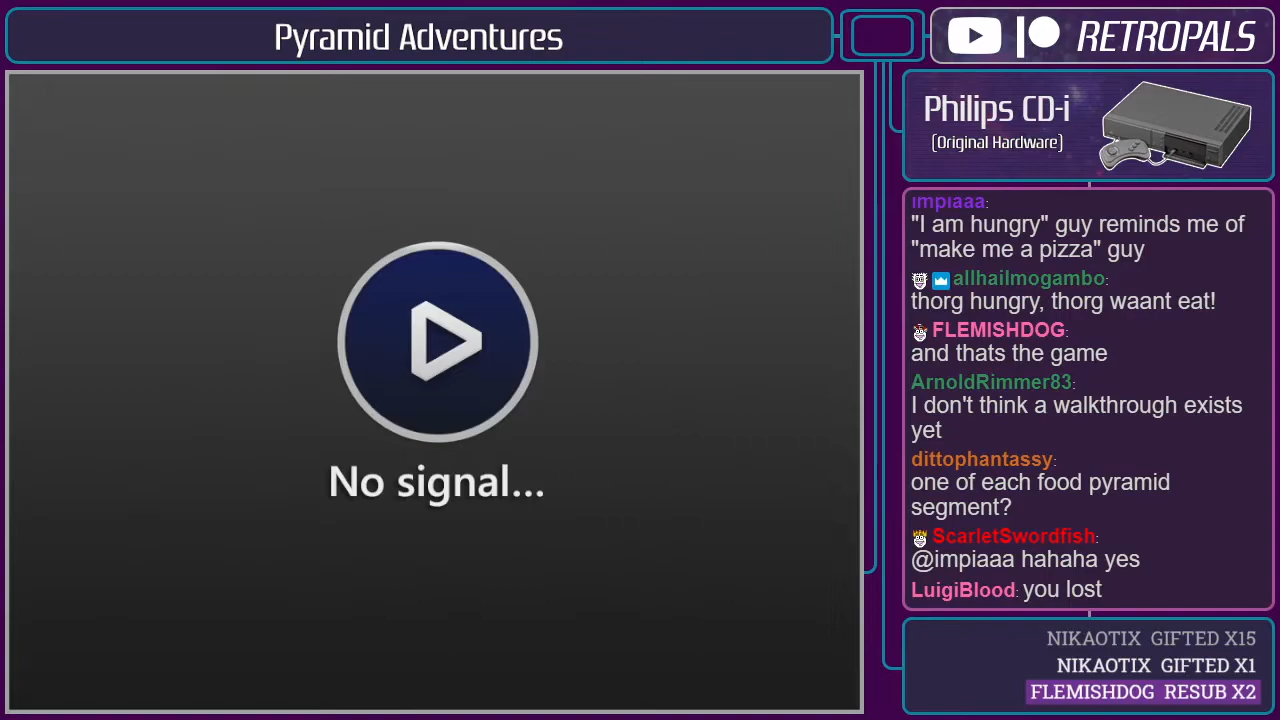 Pyramid Adventures
RETROPALS
Philips CD-i
(Original Hardware)
impiaaa:
"I am hungry" guy reminds me of
"make me a pizza" guy
allhailmogambo:
thorg hungry, thorg waant eat!
FLEMISHDOG:
and thats the game
ArnoldRimmer83:
I don't think a walkthrough exists
yet
dittophantassy:
one of each food pyramid
segment?
ScarletSwordfish:
@impiaaa hahaha yes
LuigiBlood: you lost
No signal...
NIKAOTIX GIFTED X15
NIKAOTIX GIFTED X1
FLEMISHDOG RESUB X2